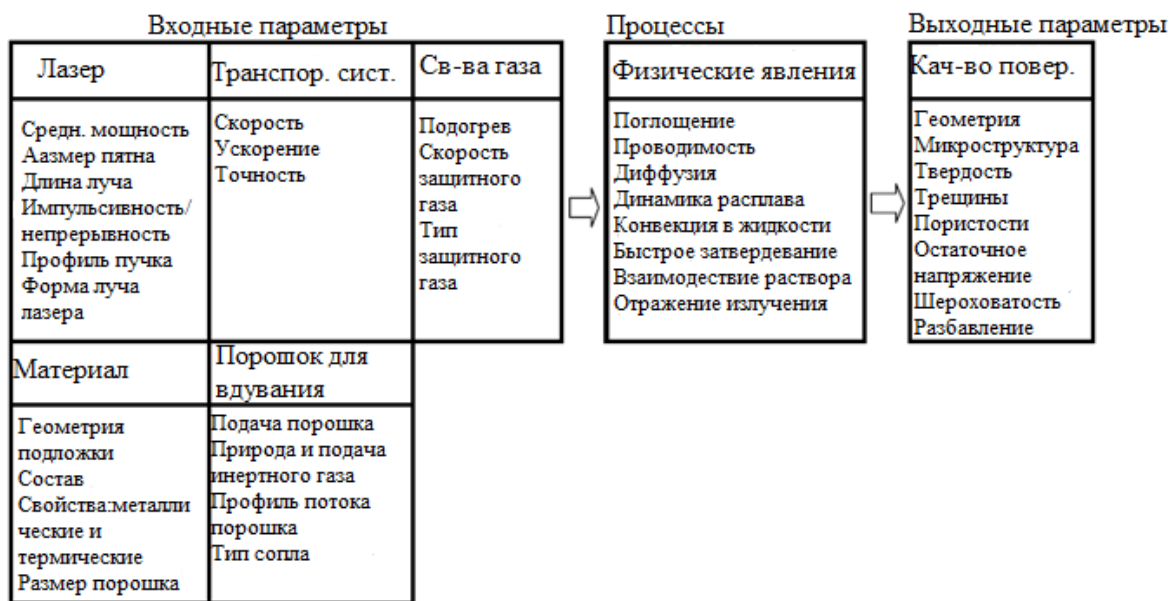 Входные параметры
Процессы
Выходные параметры
Лазер
Транспор. сист.
Св-ва газа
Физические явления
Кач-во повер.
Средн. мощность
Аазмер пятна
Длина луча
Импульсивность/
непрерывность
Профиль пучка
Форма луча
лазера
Скорость
Ускорение
Точность
Подогрев
Скорость
защитного
газа
Тип
защитного
газа
Поглощение
Проводимость
Диффузия
Динамика расплава
Конвекция в жидкости
Быстрое затвердевание
Взаимодествие раствора
Отражение излучения
Геометрия
Микроструктура
Твердость
Трещины
Пористости
Остаточное
напряжение
Шероховатость
Разбавление
Материал
Порошок для
вдувания
Геометрия
подложки
Состав
Свойства:металли
ческие и
термические
Размер порошка
Подача порошка
Природа и подача
инертного газа
Профиль потока
порошка
Тип сопла